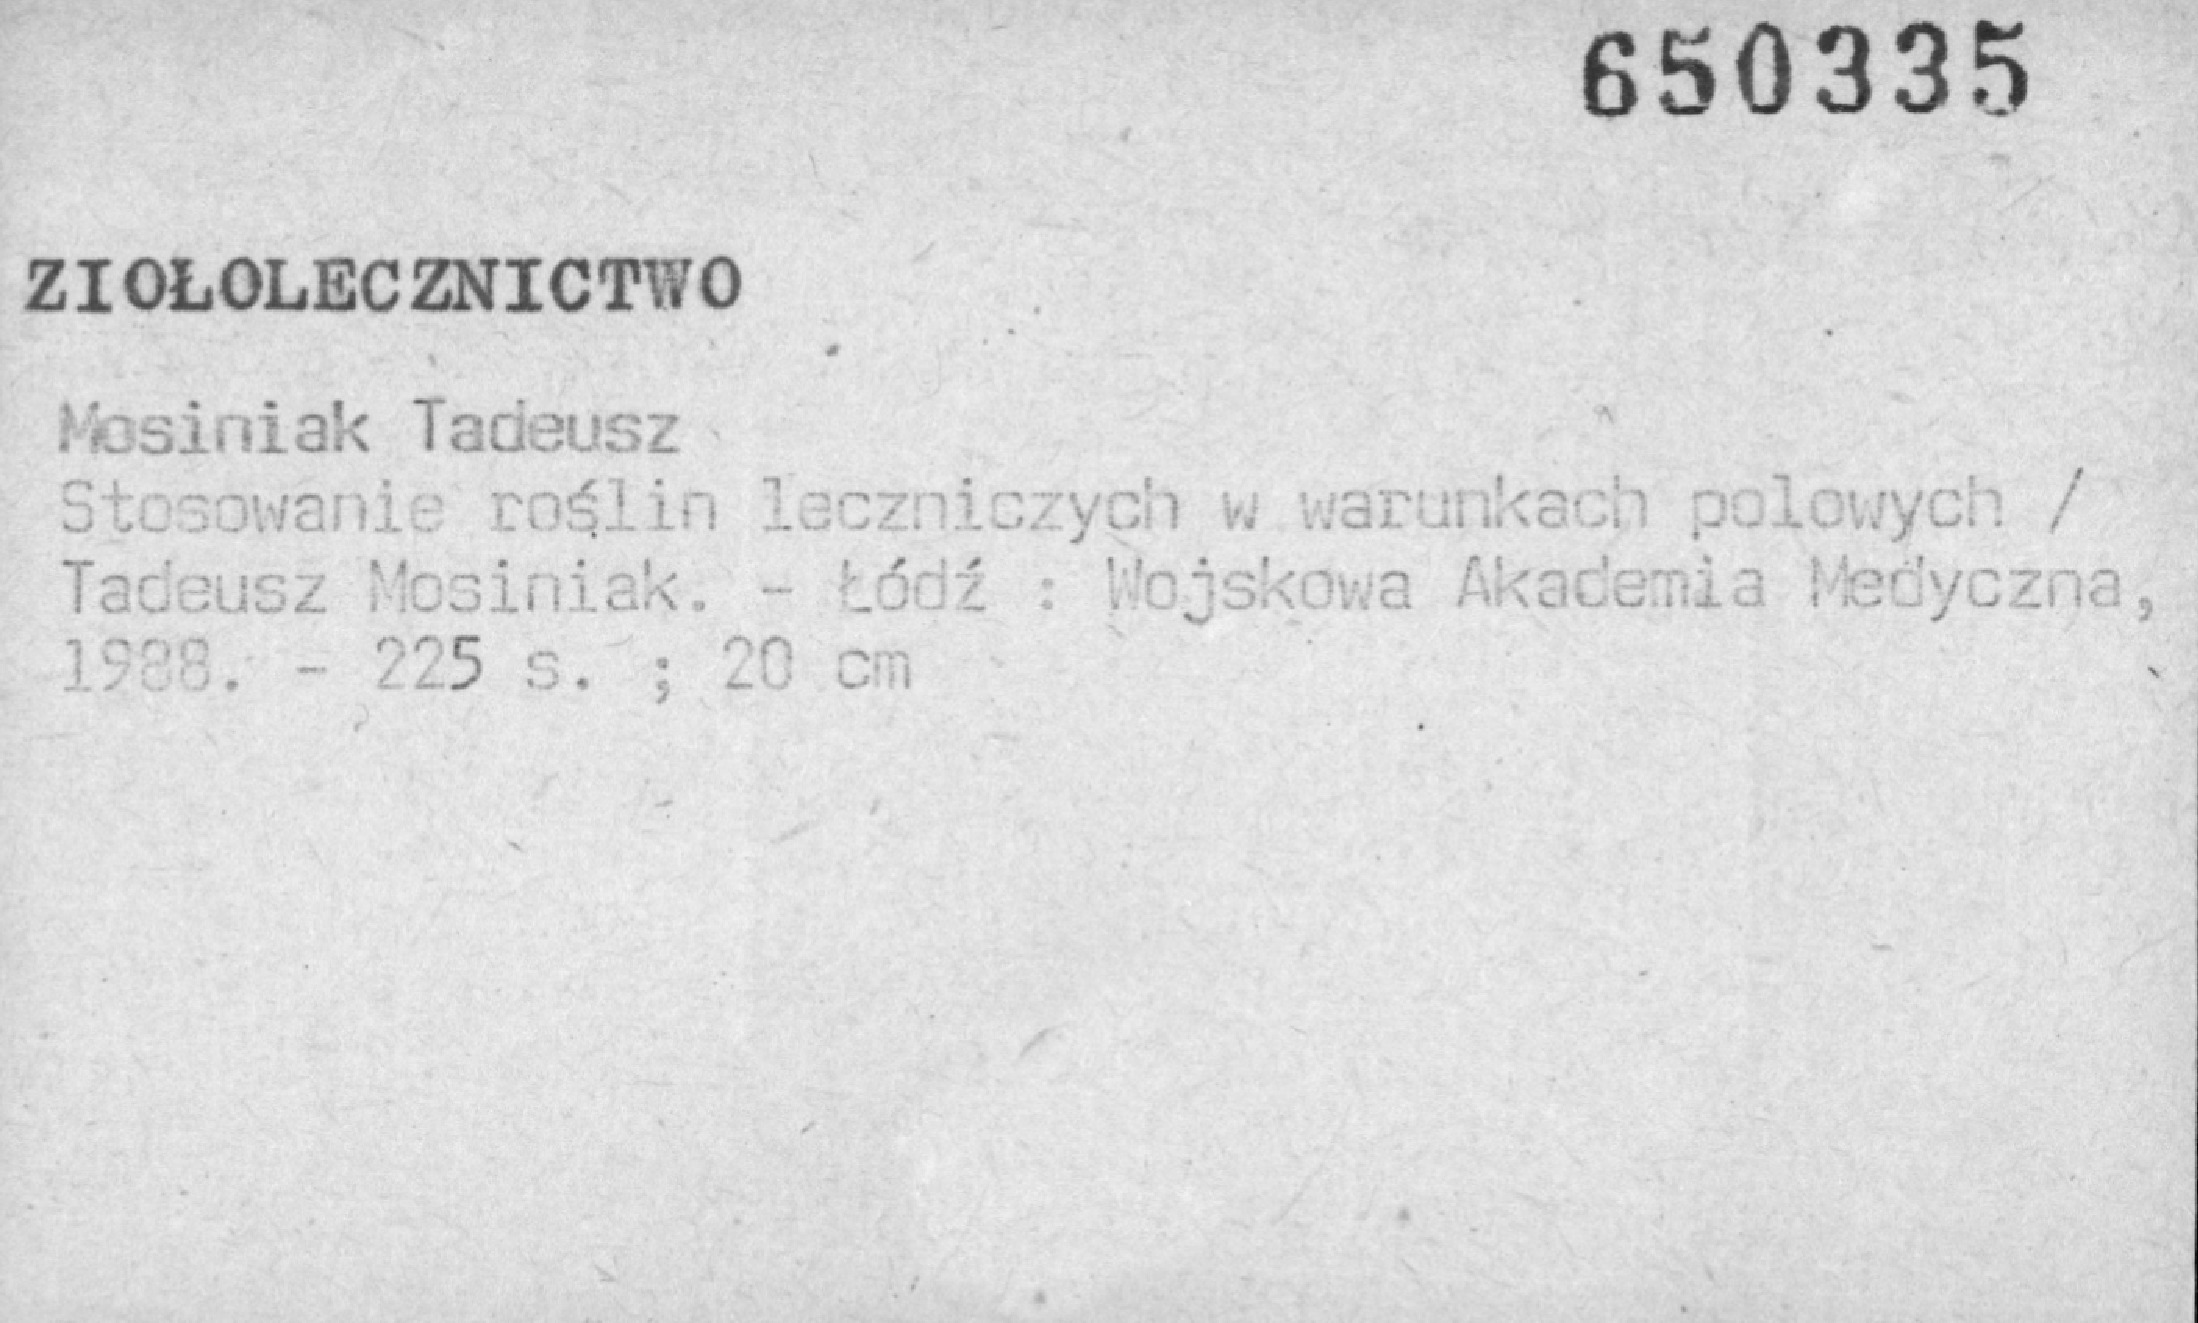 650335
ZIOŁOLECZNICTWO
Mosiniak Tadeusz
Stosowanie roślin leczniczych w warunkach polowych /
Tadeusz Mosiniak. - Łódź : Wojskowa Akademia Medyczna,
1988. - 225 s. ; 20 cm